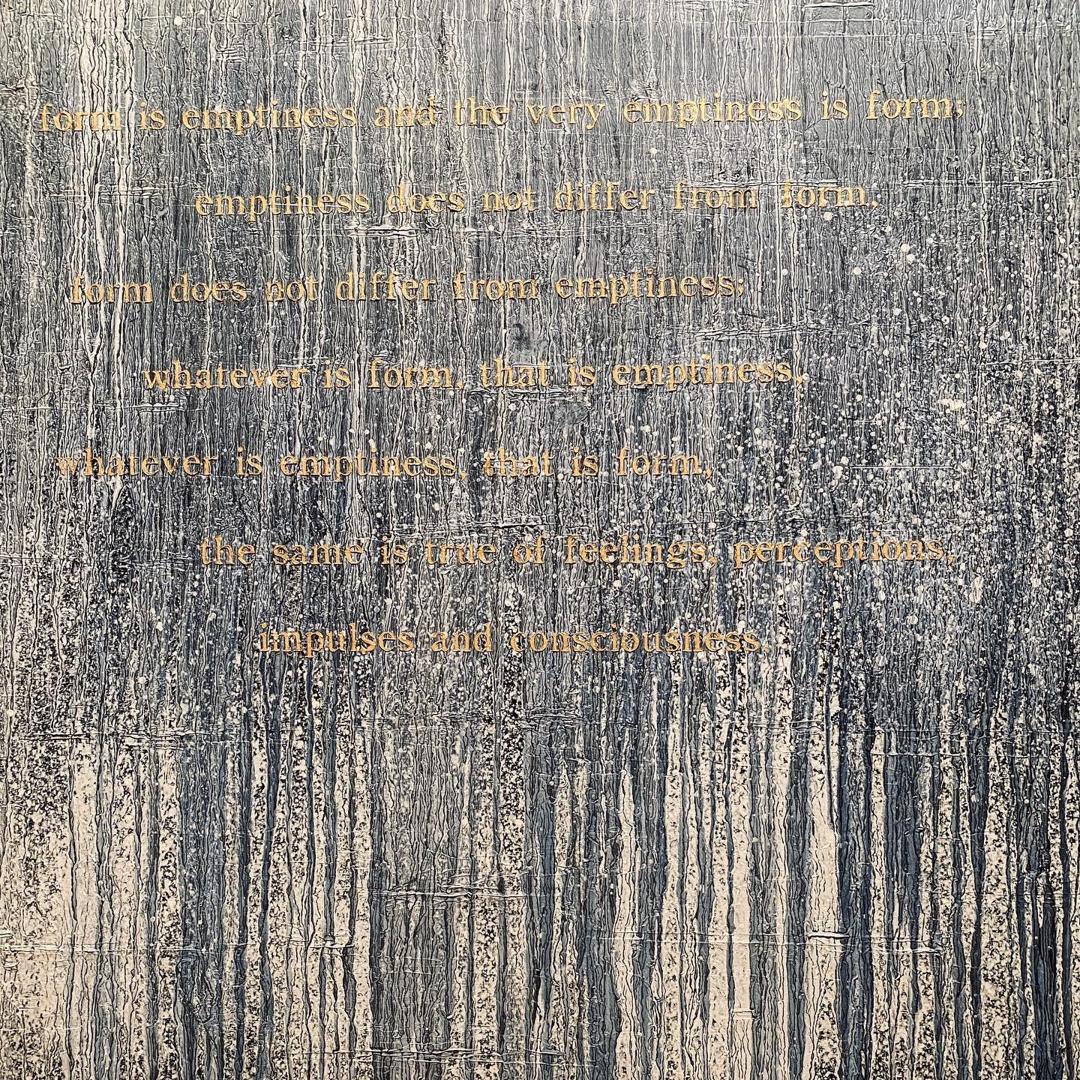 form is emptiness and the very emptiness is form;
emptiness does not differ from form,
form does not differ from emptiness;
whatever is form, that is emptiness,
whatever is emptiness, that is form,
the same is true of feelings, perceptions,
impulses and consciousness